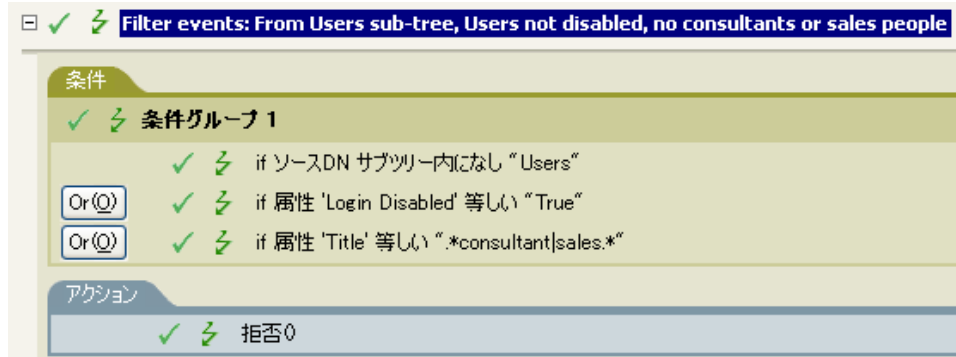 Filter events: From Users sub-tree, Users not disabled, no consultants or sales people
条件
条件グループ 1
if ソースDN サブツリー内になし "Users"
Or(O) if 属性 'Login Disabled' 等しい "True"
Or(O) if 属性 'Title' 等しい ".*consultant|sales.*"
アクション
拒否()